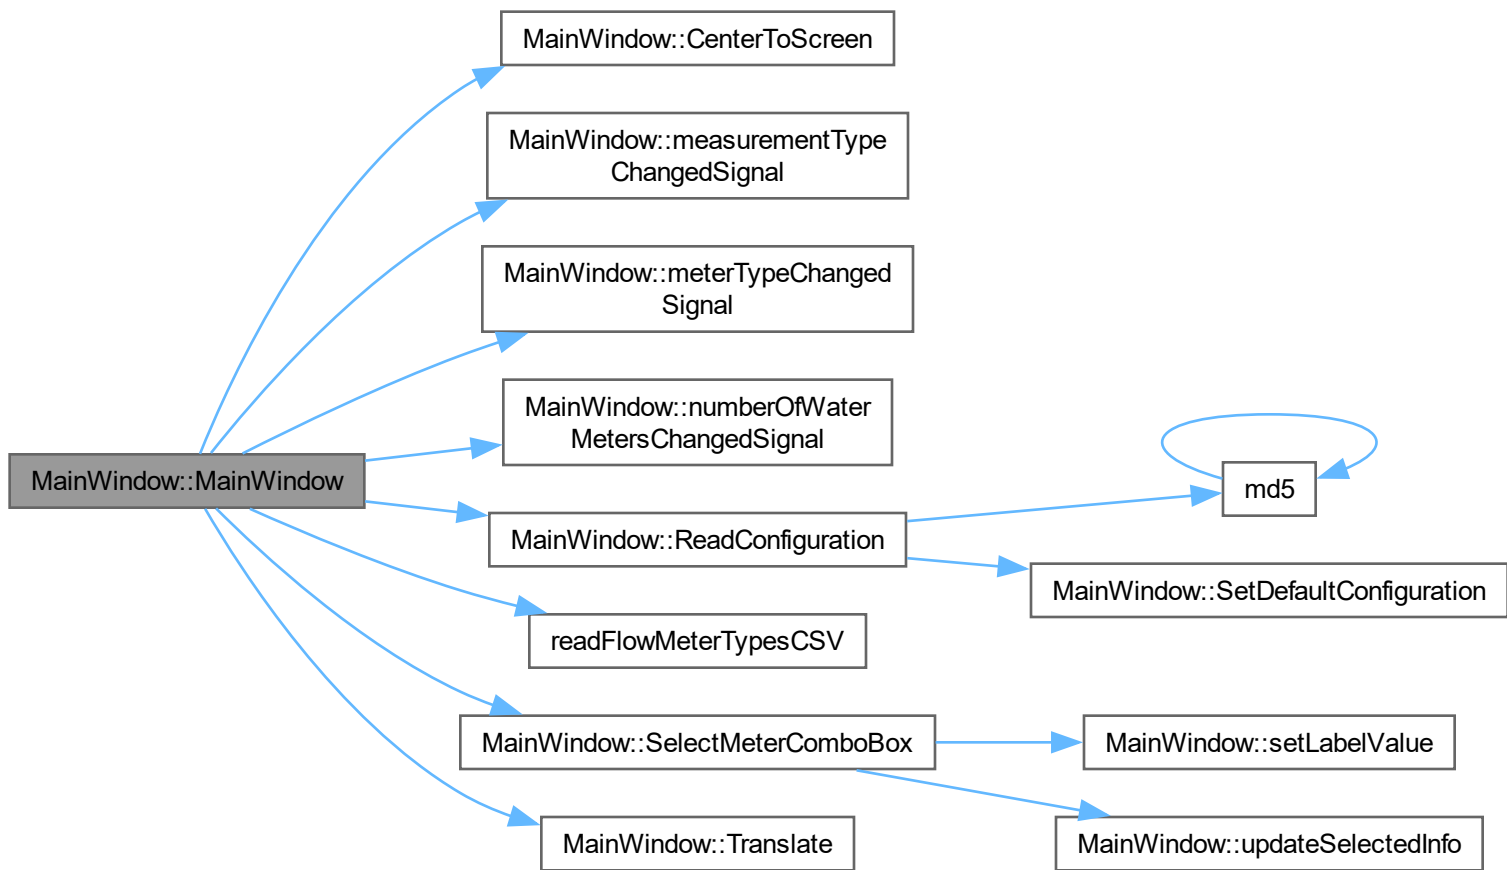 MainWindow::CenterToScreen
MainWindow::measurementType
ChangedSignal
MainWindow::meterTypeChanged
Signal
MainWindow::numberOfWater
MetersChangedSignal
MainWindow::MainWindow
md5
MainWindow::ReadConfiguration
MainWindow::SetDefaultConfiguration
readFlowMeterTypesCSV
MainWindow::SelectMeterComboBox
MainWindow::setLabelValue
MainWindow::Translate
MainWindow::updateSelectedInfo